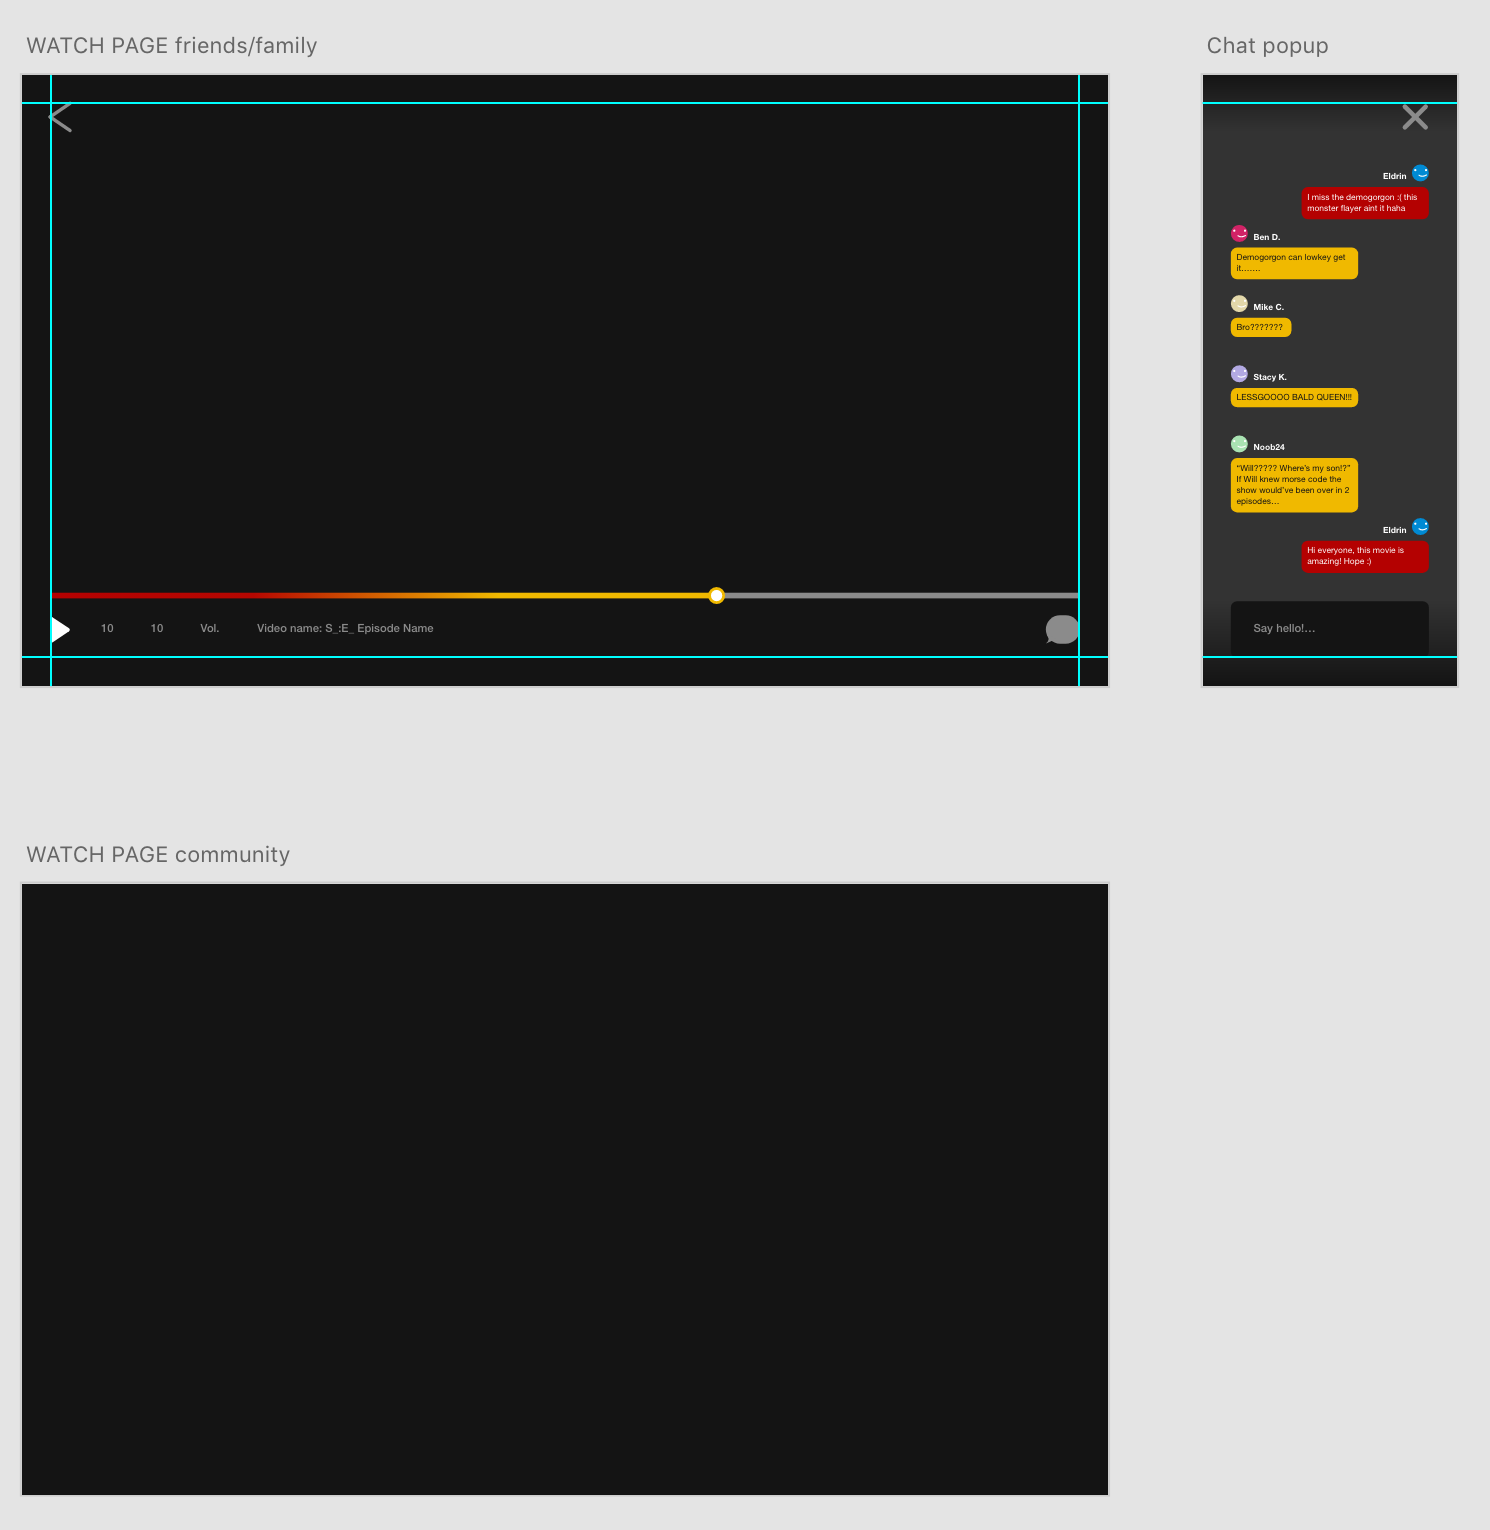 WATCH PAGE friends/family
10
10
Vol.
Video name: S_:E_ Episode Name
Chat popup
Eldrin
I miss the demogorgon :( this
monster flayer aint it haha
Ben D.
Demogorgon can lowkey get
it.......
Mike C.
Bro???????
Stacy K.
LESSGOOOO BALD QUEEN!!!
Noob24
“Will????? Where’s my son!?”
If Will knew morse code the
show would’ve been over in 2
episodes...
Eldrin
Hi everyone, this movie is
amazing! Hope :)
Say hello!...
WATCH PAGE community